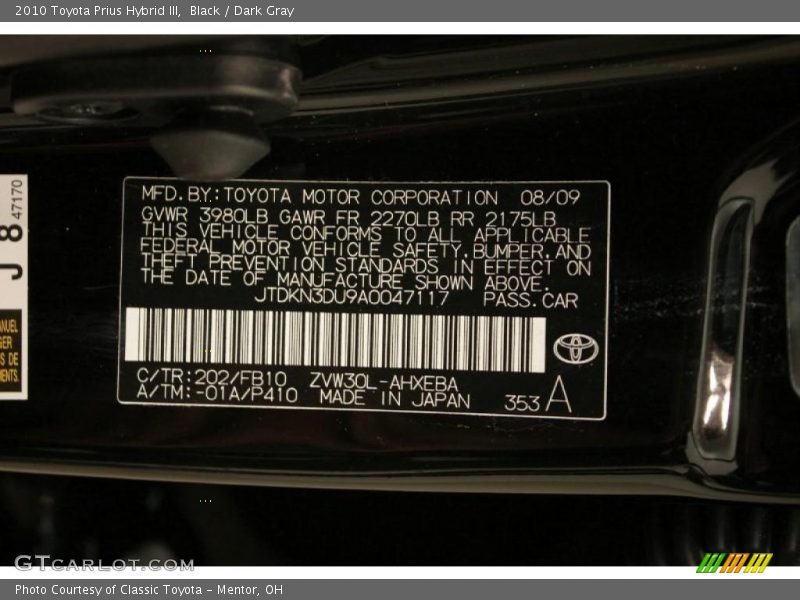 2010 Toyota Prius Hybrid III, Black / Dark Gray
J 8
47170
MFD.BY:TOYOTA MOTOR CORPORATION 08/09
GVWR 3980LB GAWR FR 2270LB RR 2175LB
THIS VEHICLE CONFORMS TO ALL APPLICABLE
FEDERAL MOTOR VEHICLE SAFETY,BUMPER,AND
THEFT PREVENTION STANDARDS IN EFFECT ON
THE DATE OF MANUFACTURE SHOWN ABOVE.
JTDKN3DU9A0047117 PASS.CAR
C/TR:202/FB10 ZVW30L-AHXEBA
A/TM:-01A/P410 MADE IN JAPAN 353 A
GTCARLOT.COM
Photo Courtesy of Classic Toyota - Mentor, OH